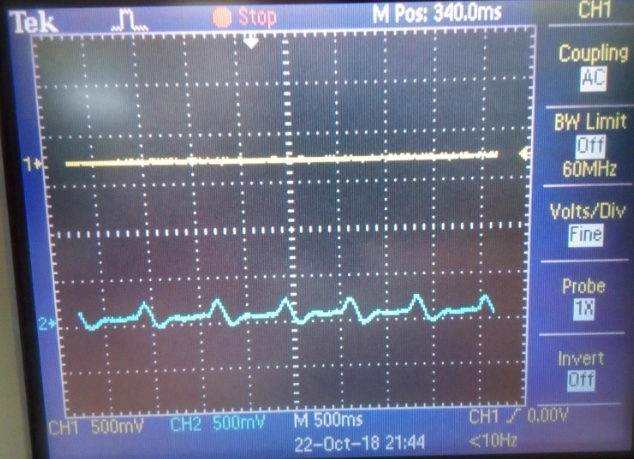 Tek Stop M Pos: 340.0ms CH1
Coupling
AC
BW Limit
Off
60MHz
Volts/Div
Fine
Probe
1X
Invert
Off
1
2
CH1 500mV CH2 500mV M 500ms CH1 0.00V
22-Oct-18 21:44 <10Hz